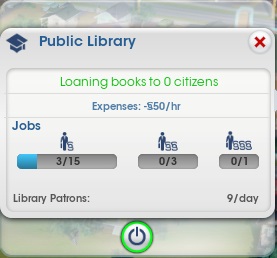 Public Library
Loaning books to 0 citizens
Expenses: -§50/hr
Jobs
§ §§ §§§
3/15 0/3 0/1
Library Patrons: 9/day